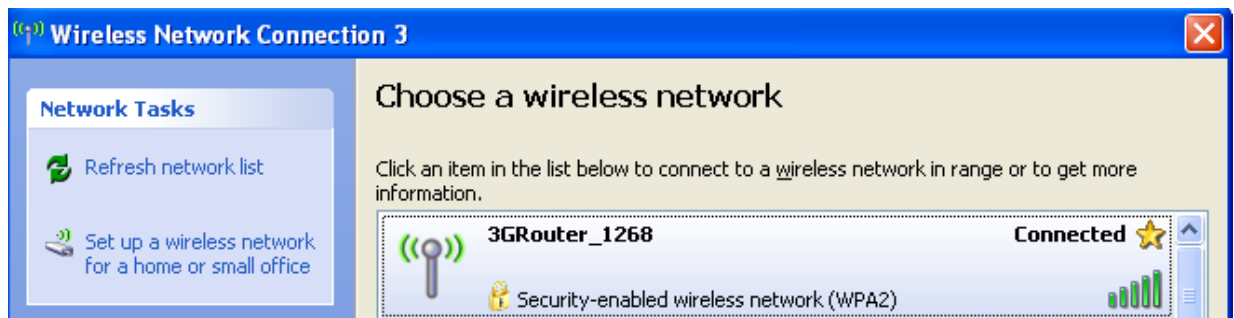 Wireless Network Connection 3
Network Tasks
Refresh network list
Set up a wireless network
for a home or small office
Choose a wireless network
Click an item in the list below to connect to a wireless network in range or to get more
information.
3GRouter_1268 Connected
Security-enabled wireless network (WPA2)